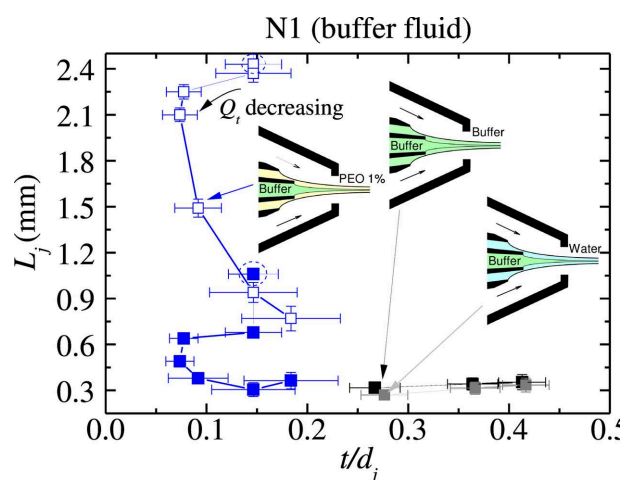 N1 (buffer fluid)
2.4
2.1
1.8
1.5
1.2
0.9
0.6
0.3
L_j (mm)
Q_t decreasing
Buffer
PEO 1%
Buffer
Buffer
Buffer
Water
0.0
0.1
0.2
0.3
0.4
0.5
t/d_j